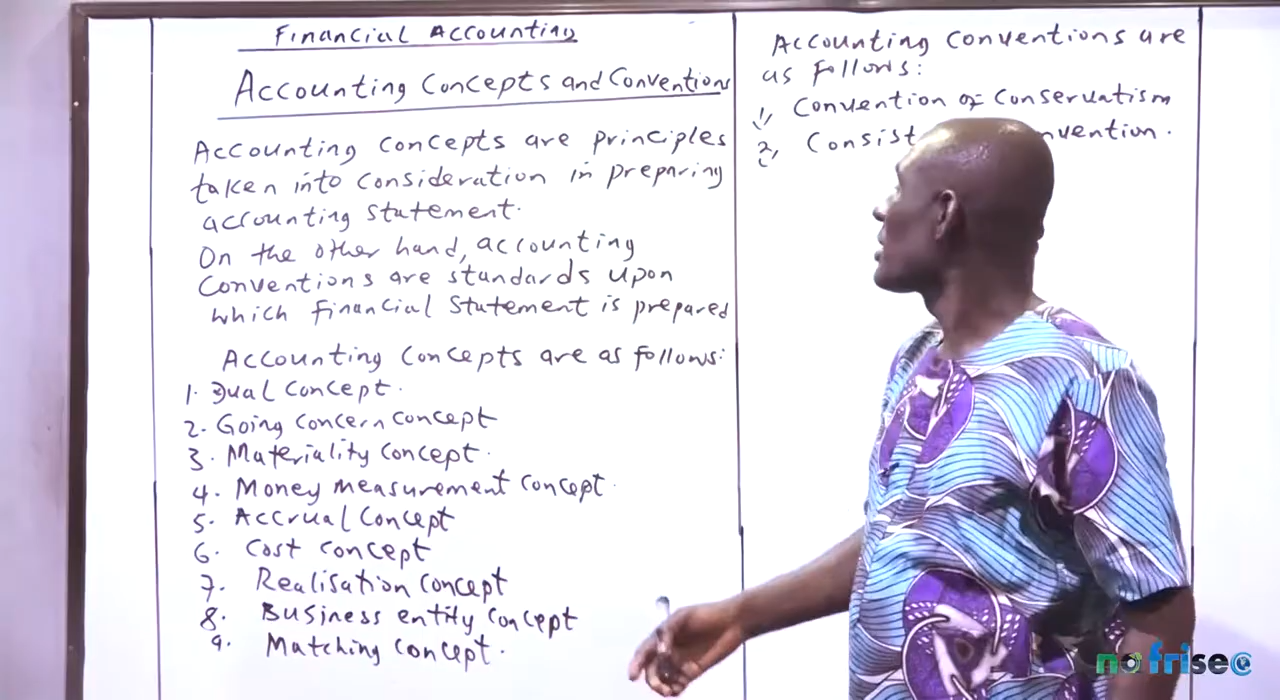 Financial Accounting
Accounting Concepts and Conventions
Accounting concepts are principles
taken into consideration in preparing
accounting statement.
On the other hand, accounting
Conventions are standards upon
which financial statement is prepared
Accounting Concepts are as follows:
1. Dual Concept.
2. Going Concern Concept
3. Materiality Concept.
4. Money measurement Concept.
5. Accrual Concept
6. Cost Concept
7. Realisation Concept
8. Business entity Concept
9. Matching Concept.
Accounting Conventions are
as follows:
1, Convention of Conservatism
2, Consist nvention.
no frisec